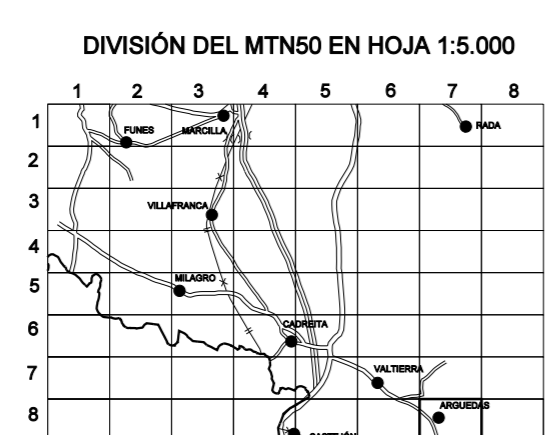 DIVISIÓN DEL MTN50 EN HOJA 1:5.000
1 2 3 4 5 6 7 8
1
FUNES
MARCILLA
RADA
2
3
VILLAFRANCA
4
5
MILAGRO
6
CADREITA
7
VALTIERRA
8
ARGUEDAS